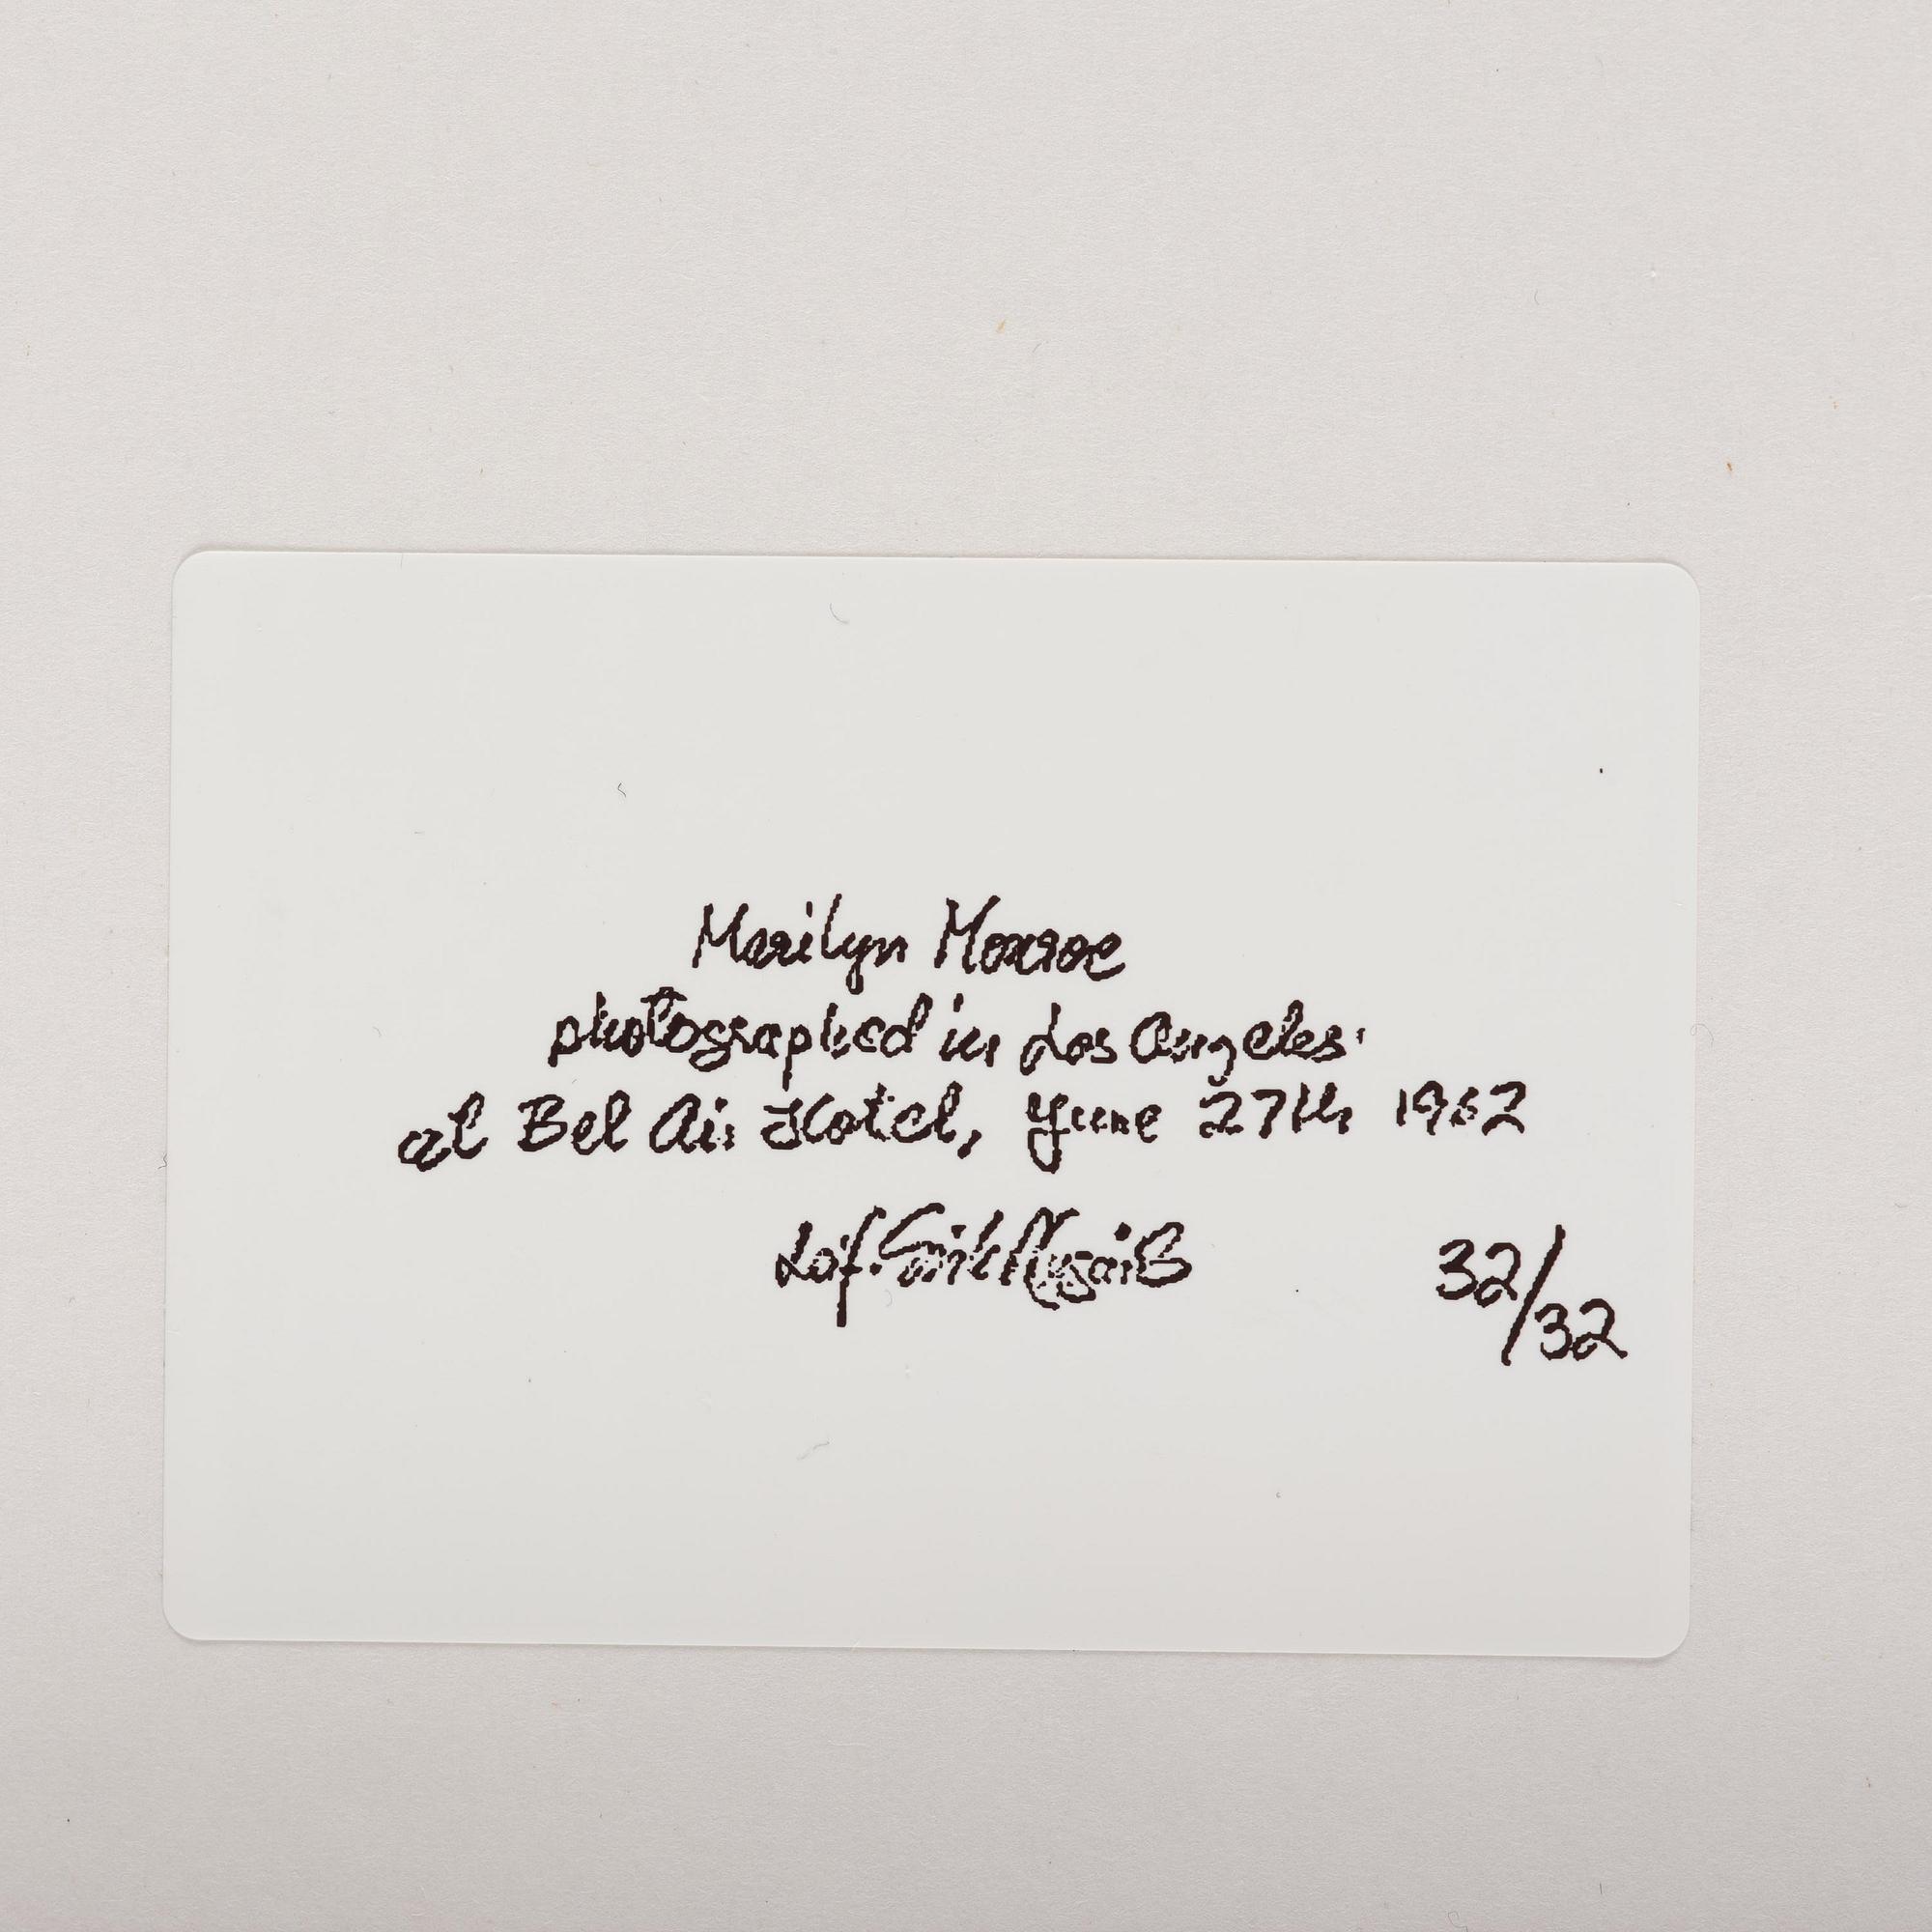 Marilyn Monroe
photographed in Los Angeles
at Bel Air Hotel, June 27th 1962
32/32